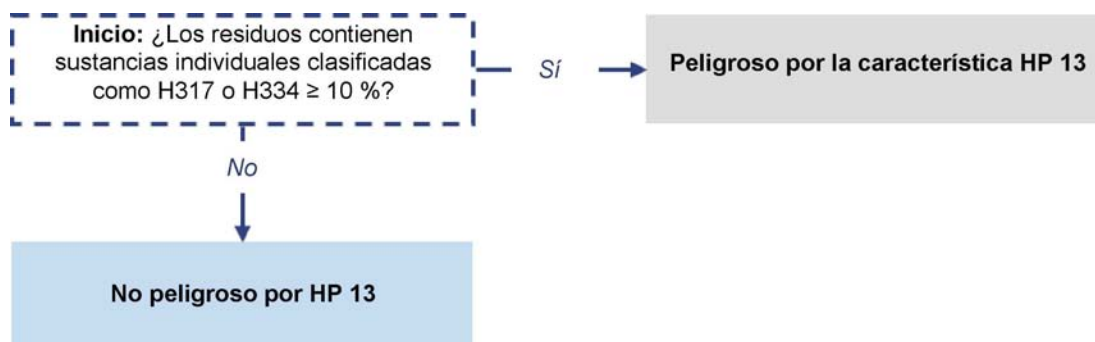 Inicio: ¿Los residuos contienen
sustancias individuales clasificadas
como H317 o H334 ≥ 10 %?
Sí
Peligroso por la característica HP 13
No
No peligroso por HP 13